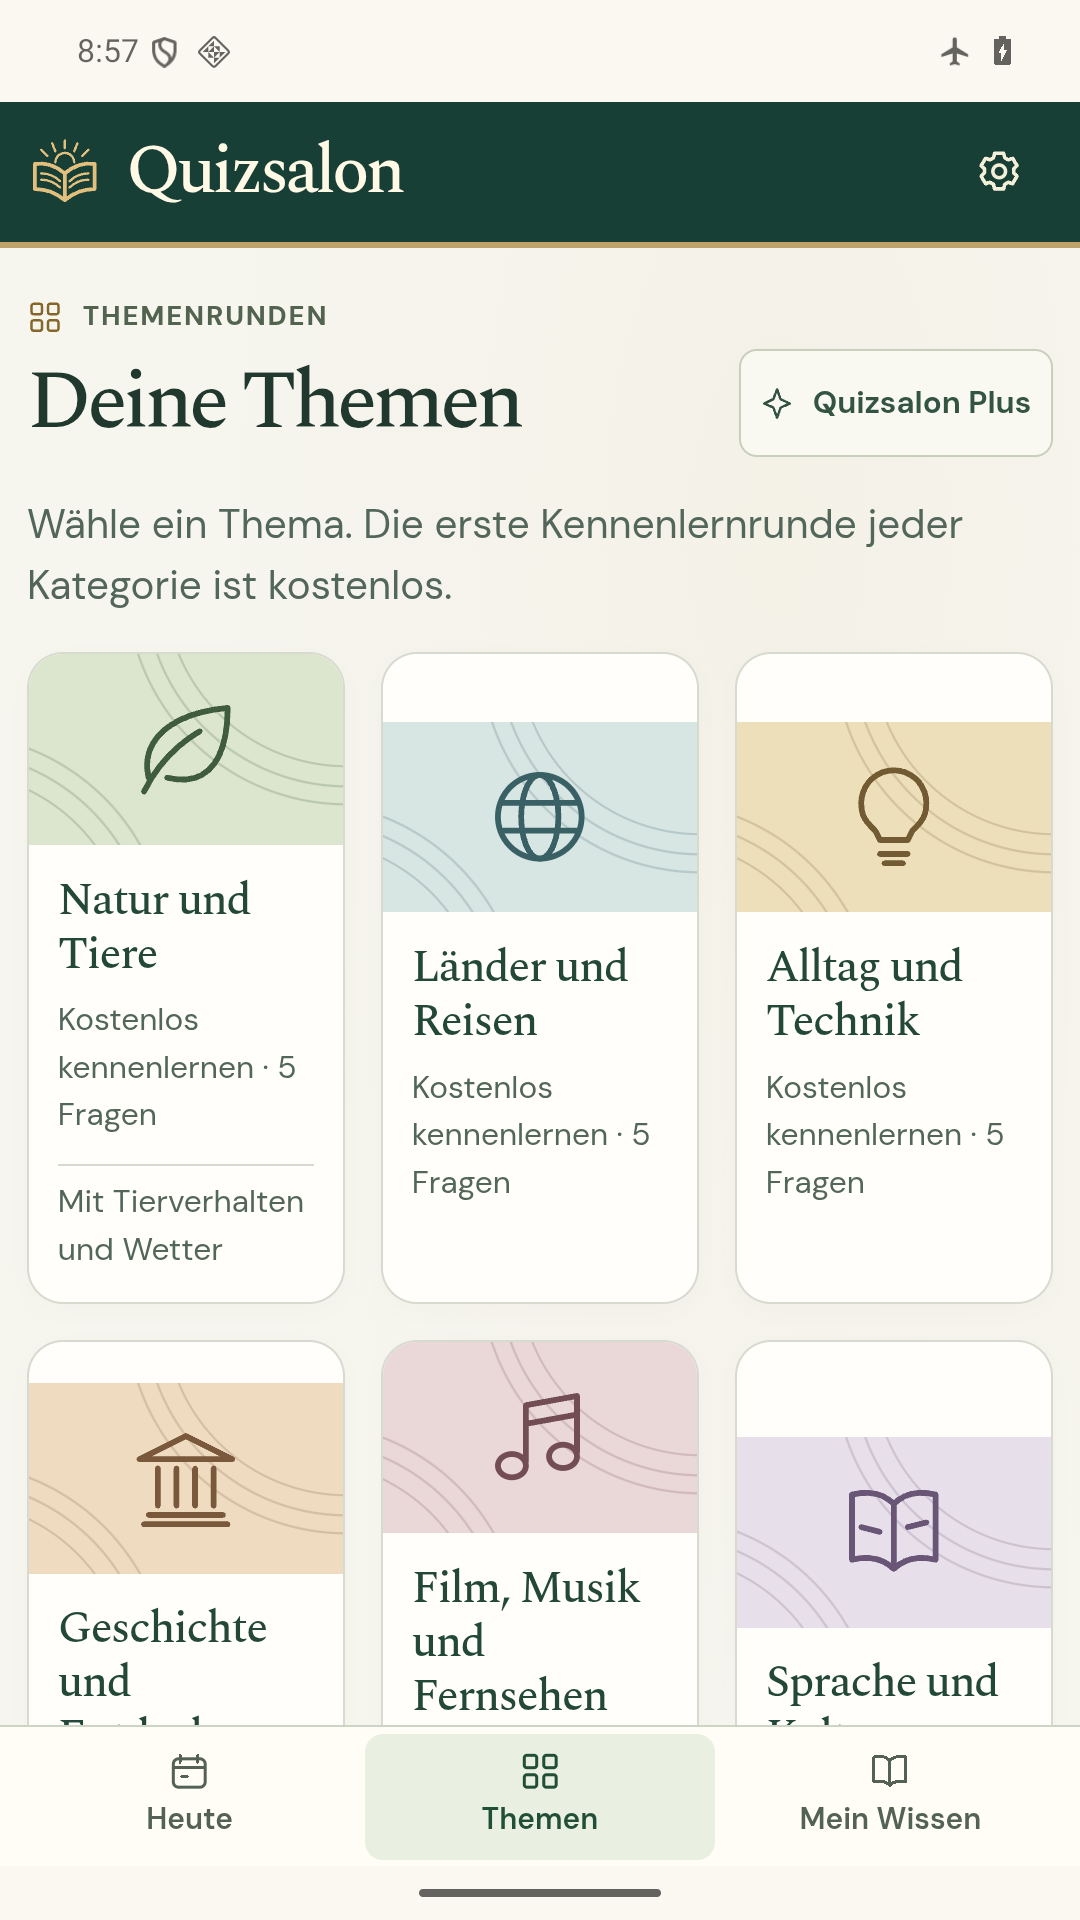 8:57
Quizsalon
THEMENRUNDEN
Deine Themen
Quizsalon Plus
Wähle ein Thema. Die erste Kennenlernrunde jeder
Kategorie ist kostenlos.
Natur und
Tiere
Kostenlos
kennenlernen · 5
Fragen
Mit Tierverhalten
und Wetter
Länder und
Reisen
Kostenlos
kennenlernen · 5
Fragen
Alltag und
Technik
Kostenlos
kennenlernen · 5
Fragen
Geschichte
und
Film, Musik
und
Fernsehen
Sprache und
Heute
Themen
Mein Wissen